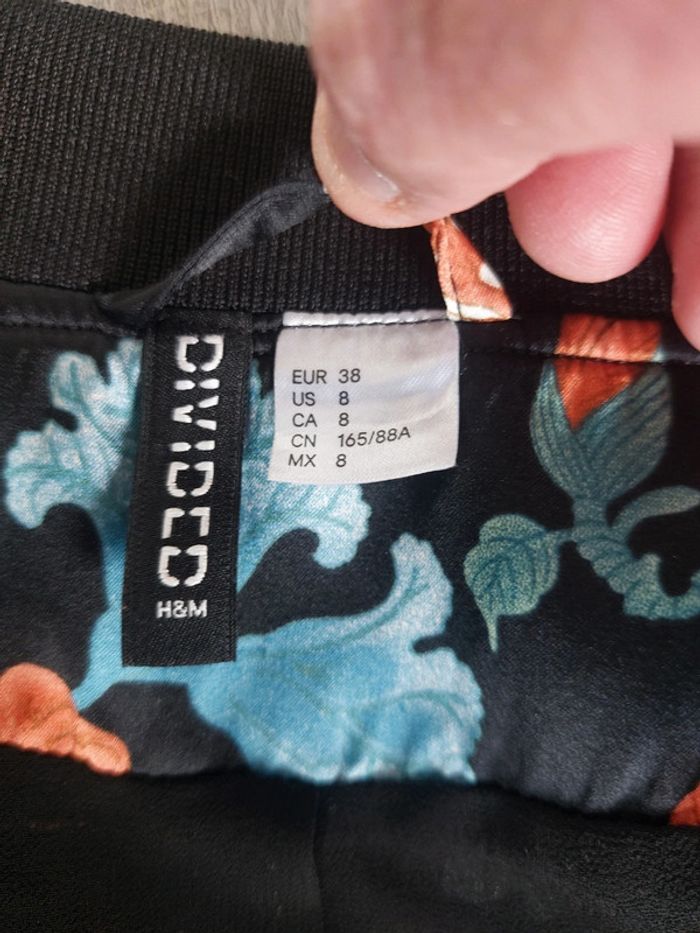 DIVIDED
H&M
EUR 38
US 8
CA 8
CN 165/88A
MX 8